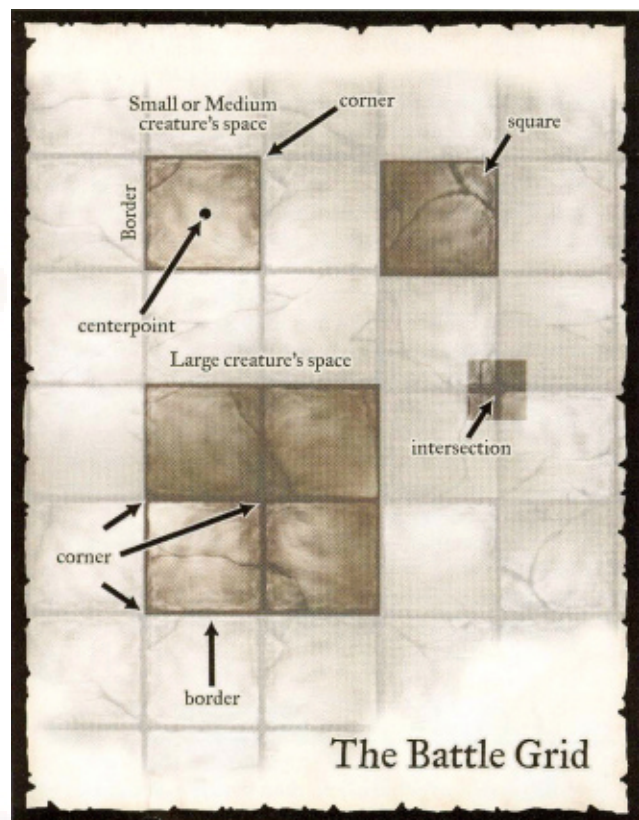 Small or Medium
creature's space
corner
square
Border
centerpoint
Large creature's space
intersection
corner
border
The Battle Grid